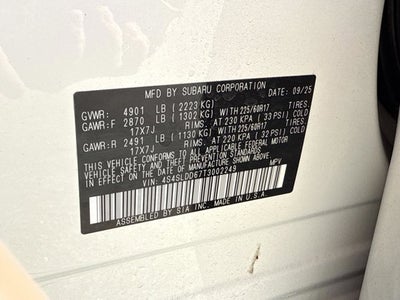 MFD. BY SUBARU CORPORATION 09/25
GVWR: 4901 LB (2223 KG)
GAWR:F 2870 LB (1302 KG) WITH 225/60R17 TIRES.
17X7J RIMS. AT 230 KPA (33 PSI) COLD
GAWR:R 2491 LB (1130 KG) WITH 225/60R17 TIRES.
17X7J RIMS. AT 220 KPA (32 PSI) COLD
THIS VEHICLE CONFORMS TO ALL APPLICABLE FEDERAL MOTOR
VEHICLE SAFETY AND THEFT PREVENTION STANDARDS IN EFFECT ON THE
DATE OF MANUFACTURE SHOWN ABOVE.
VIN: 4S4SLDD67T3002249 MPV
ASSEMBLED BY SIA INC. MADE IN U.S.A.